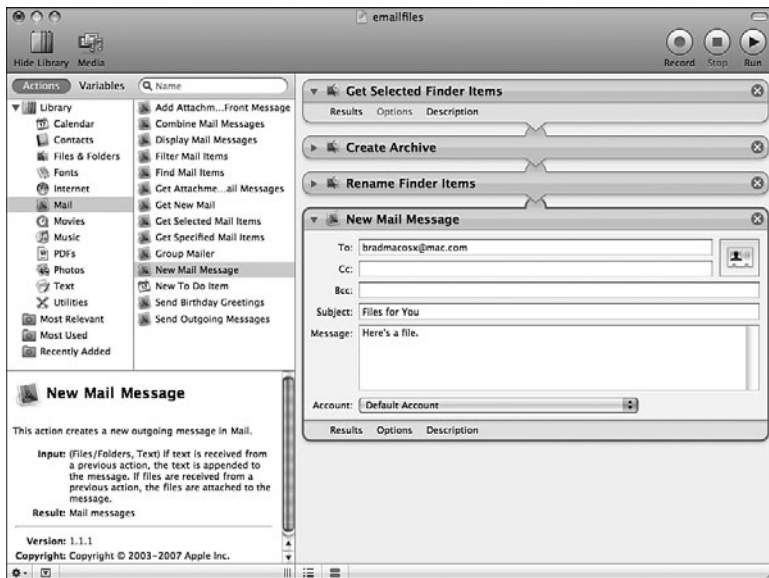 emailfiles
Hide Library Media Record Stop Run
Actions Variables Name
Library
Calendar
Contacts
Files & Folders
Fonts
Internet
Mail
Movies
Music
PDFs
Photos
Text
Utilities
Most Relevant
Most Used
Recently Added
Add Attachm...Front Message
Combine Mail Messages
Display Mail Messages
Filter Mail Items
Find Mail Items
Get Attachme...ail Messages
Get New Mail
Get Selected Mail Items
Get Specified Mail Items
Group Mailer
New Mail Message
New To Do Item
Send Birthday Greetings
Send Outgoing Messages
New Mail Message
This action creates a new outgoing message in Mail.
Input: (Files/Folders, Text) If text is received from
a previous action, the text is appended to
the message. If files are received from a
previous action, the files are attached to the
message.
Result: Mail messages
Version: 1.1.1
Copyright: Copyright © 2003-2007 Apple Inc.
Get Selected Finder Items
Results Options Description
Create Archive
Rename Finder Items
New Mail Message
To: bradmacosx@mac.com
Cc:
Bcc:
Subject: Files for You
Message: Here's a file.
Account: Default Account
Results Options Description